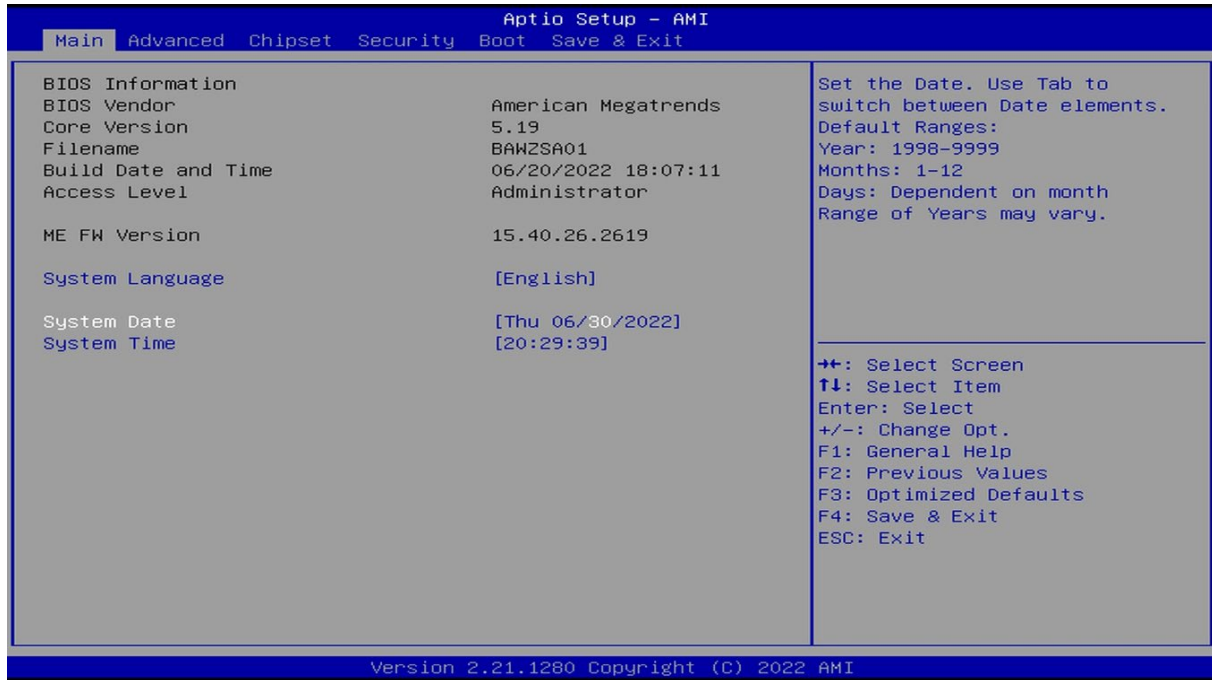 Aptio Setup – AMI
Main Advanced Chipset Security Boot Save & Exit
BIOS Information
BIOS Vendor American Megatrends
Core Version 5.19
Filename BAWZSA01
Build Date and Time 06/20/2022 18:07:11
Access Level Administrator
ME FW Version 15.40.26.2619
System Language [English]
System Date [Thu 06/30/2022]
System Time [20:29:39]
Set the Date. Use Tab to
switch between Date elements.
Default Ranges:
Year: 1998-9999
Months: 1-12
Days: Dependent on month
Range of Years may vary.
→←: Select Screen
↑↓: Select Item
Enter: Select
+/-: Change Opt.
F1: General Help
F2: Previous Values
F3: Optimized Defaults
F4: Save & Exit
ESC: Exit
Version 2.21.1280 Copyright (C) 2022 AMI